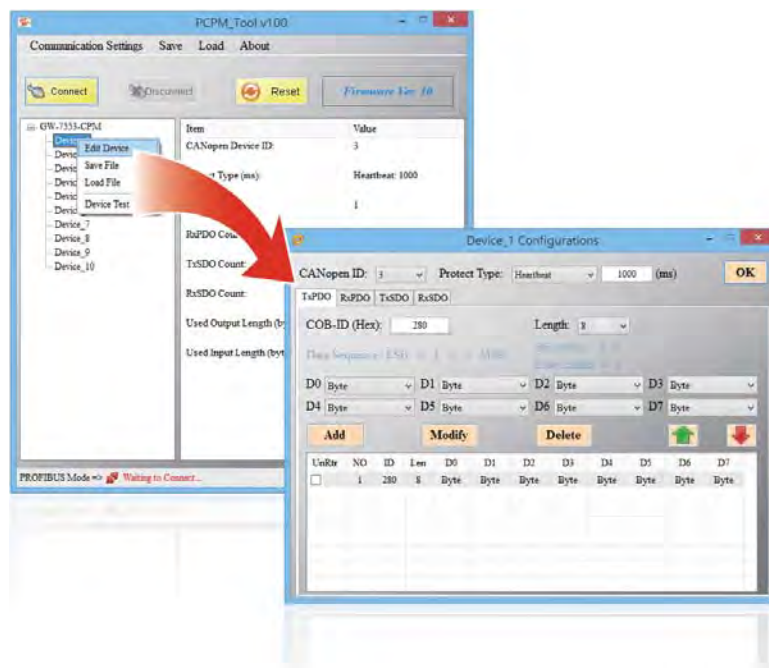 PCPM_Tool v100
Communication Settings Save Load About
Connect Reset Firmware Ver. 10
GW-7553-CPM
Item Value
CANopen Device ID: 3
Edit Device
Save File
Type (ms): Heartbeat: 1000
Load File
Device Test
1
Device_7
Device_8
Device_9
Device_10
TxSDO Count:
RxSDO Count:
Used Output Length
Used Input Length
PROFIBUS Mode => Waiting to Connect...
Device_1 Configurations
CANopen ID: 3 Protect Type: Heartbeat 1000 (ms) OK
TxPDO RxPDO TxSDO RxSDO
COB-ID (Hex): 280 Length: 8
D0 Byte D1 Byte D2 Byte D3 Byte
D4 Byte D5 Byte D6 Byte D7 Byte
Add Modify Delete
UnRtr NO ID Len D0 D1 D2 D3 D4 D5 D6 D7
1 280 8 Byte Byte Byte Byte Byte Byte Byte Byte